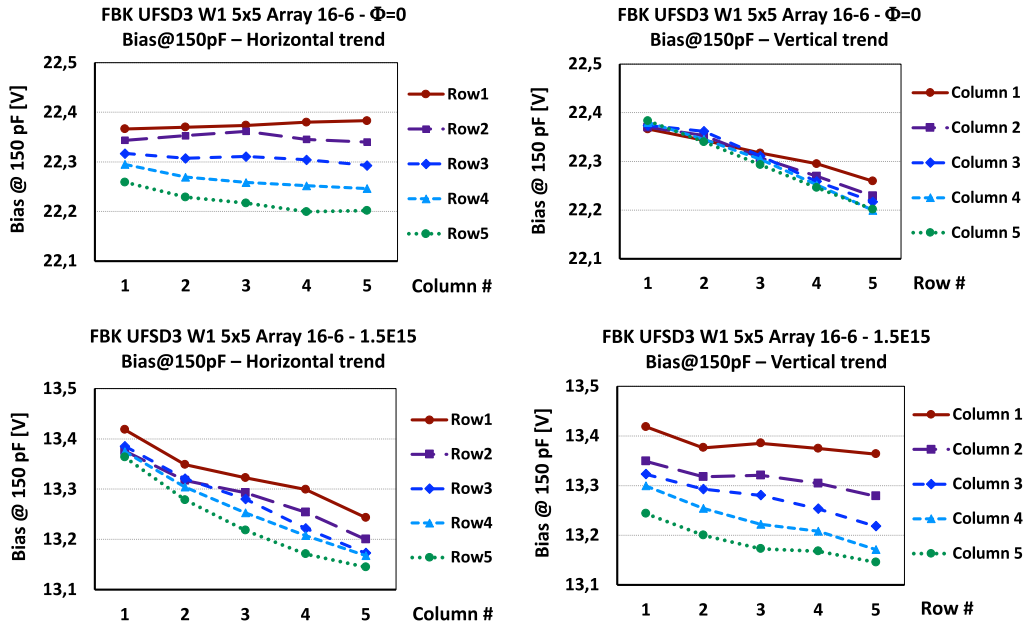 FBK UFSD3 W1 5x5 Array 16-6 - Φ=0
Bias@150pF – Horizontal trend
Bias @ 150 pF [V]
22,5
22,4
22,3
22,2
22,1
1 2 3 4 5 Column #
Row1
Row2
Row3
Row4
Row5
FBK UFSD3 W1 5x5 Array 16-6 - Φ=0
Bias@150pF – Vertical trend
Bias @ 150 pF [V]
22,5
22,4
22,3
22,2
22,1
1 2 3 4 5 Row #
Column 1
Column 2
Column 3
Column 4
Column 5
FBK UFSD3 W1 5x5 Array 16-6 - 1.5E15
Bias@150pF – Horizontal trend
Bias @ 150 pF [V]
13,5
13,4
13,3
13,2
13,1
1 2 3 4 5 Column #
Row1
Row2
Row3
Row4
Row5
FBK UFSD3 W1 5x5 Array 16-6 - 1.5E15
Bias@150pF – Vertical trend
Bias @ 150 pF [V]
13,5
13,4
13,3
13,2
13,1
1 2 3 4 5 Row #
Column 1
Column 2
Column 3
Column 4
Column 5